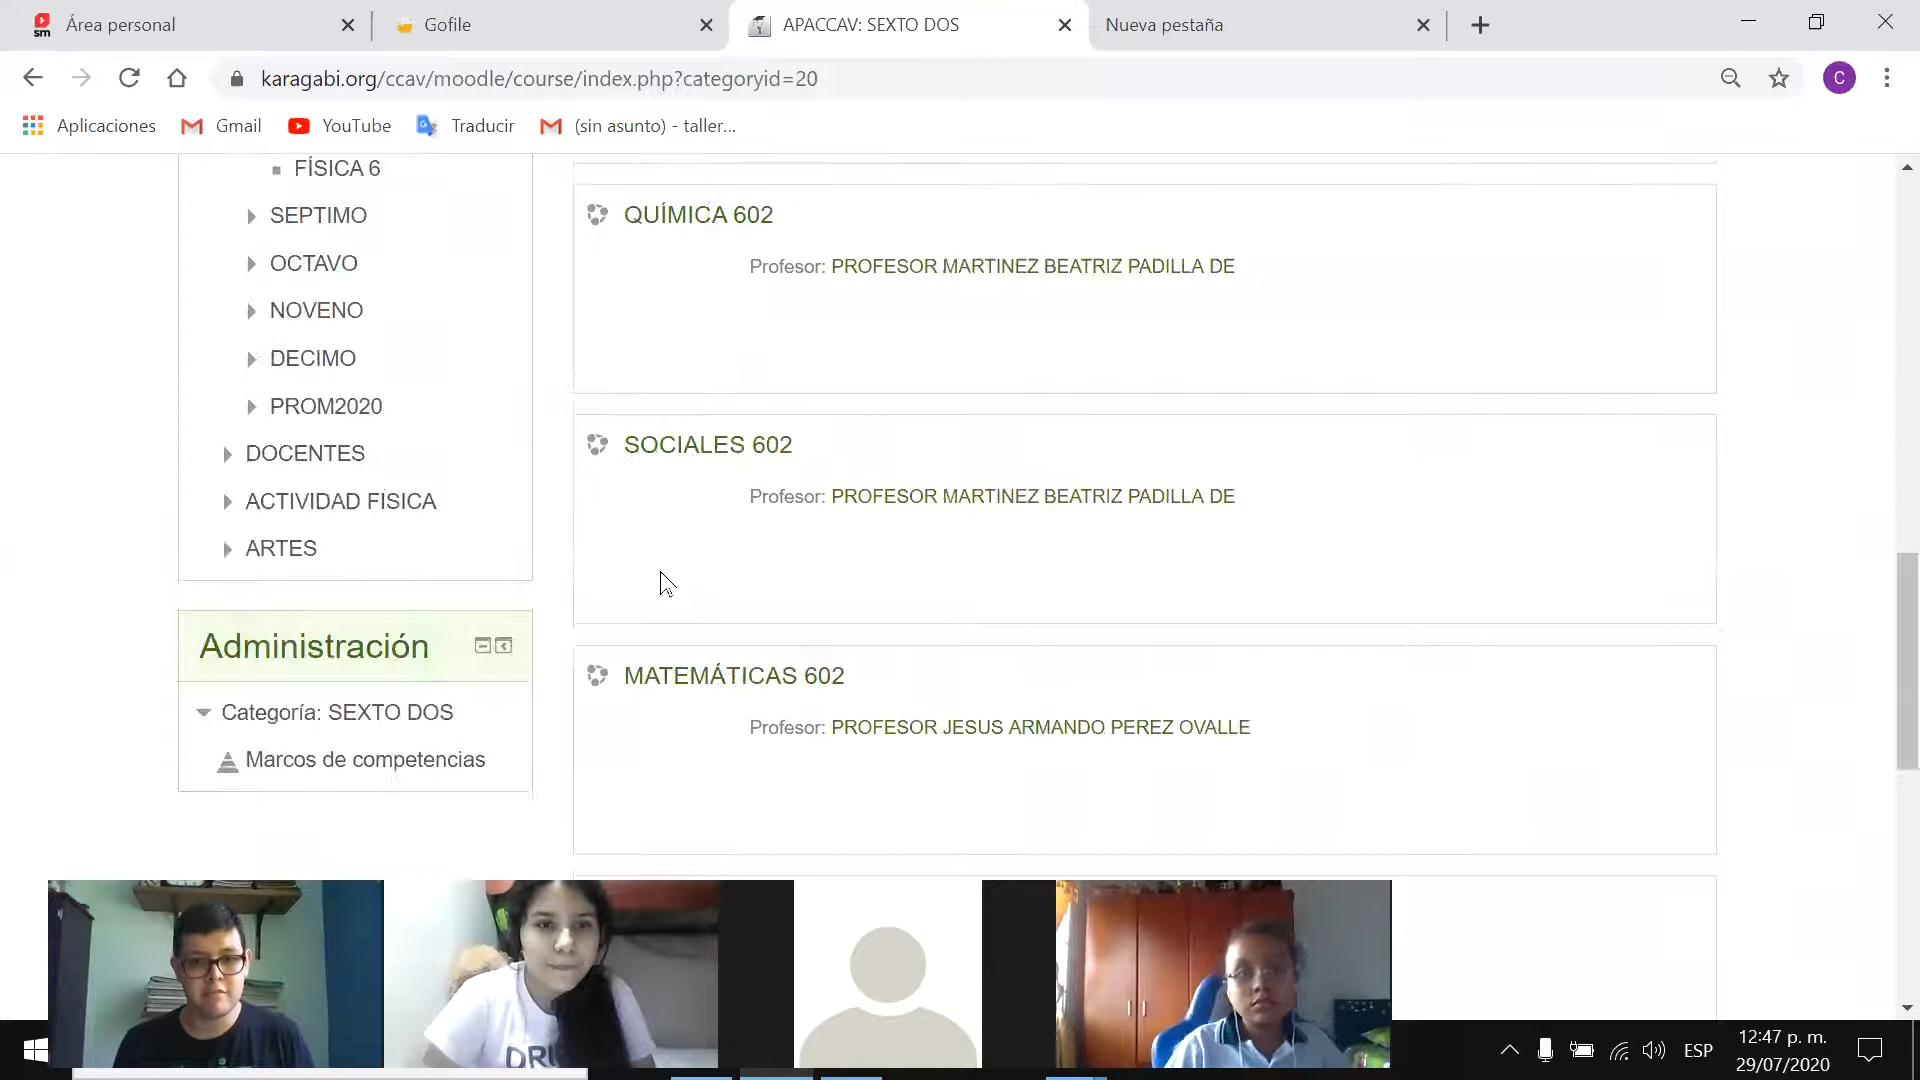 Área personal
Gofile
APACCAV: SEXTO DOS
Nueva pestaña
karagabi.org/ccav/moodle/course/index.php?categoryid=20
C
Aplicaciones
Gmail
YouTube
Traducir
(sin asunto) - taller...
FÍSICA 6
SEPTIMO
OCTAVO
NOVENO
DECIMO
PROM2020
DOCENTES
ACTIVIDAD FISICA
ARTES
Administración
Categoría: SEXTO DOS
Marcos de competencias
QUÍMICA 602
Profesor: PROFESOR MARTINEZ BEATRIZ PADILLA DE
SOCIALES 602
Profesor: PROFESOR MARTINEZ BEATRIZ PADILLA DE
MATEMÁTICAS 602
Profesor: PROFESOR JESUS ARMANDO PEREZ OVALLE
ESP
12:47 p. m.
29/07/2020